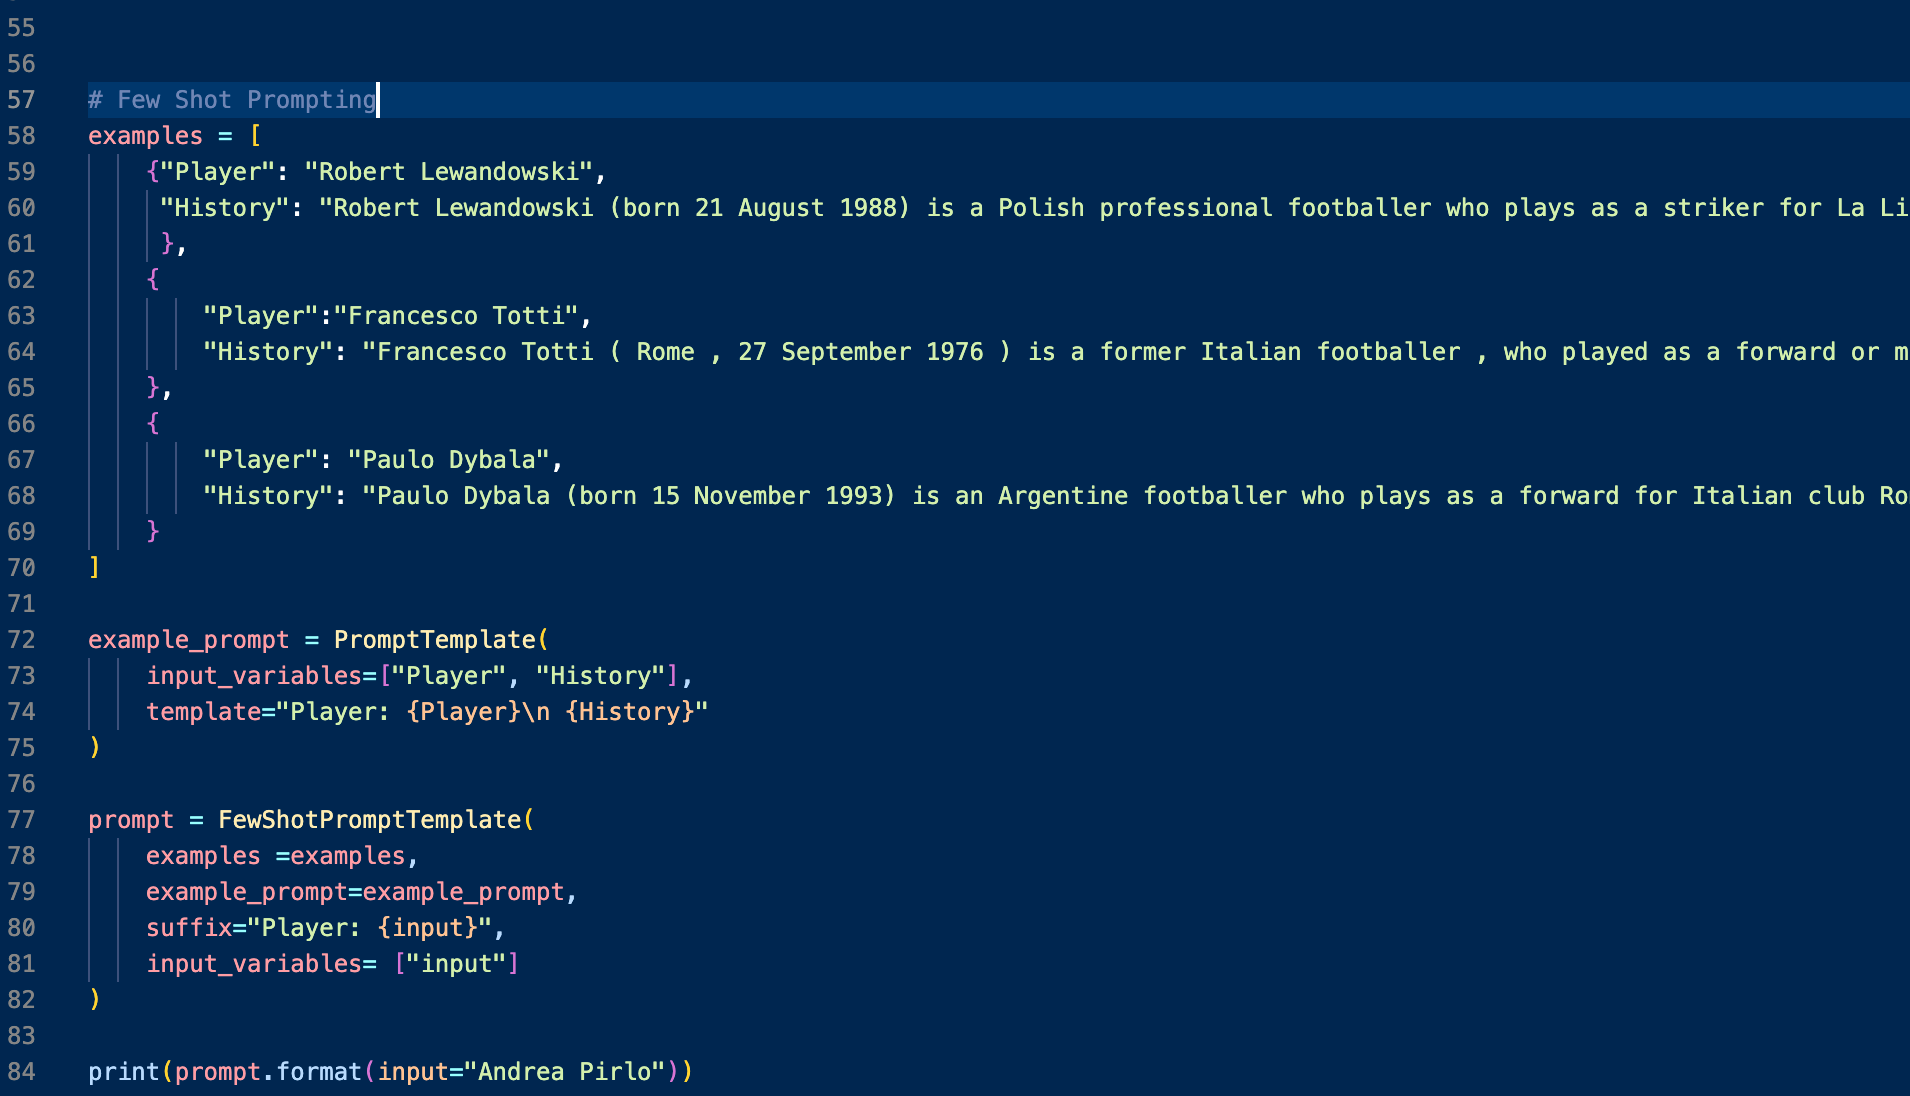 55
56
57 # Few Shot Prompting
58 examples = [
59 {"Player": "Robert Lewandowski",
60 "History": "Robert Lewandowski (born 21 August 1988) is a Polish professional footballer who plays as a striker for La Li
61 },
62 {
63 "Player":"Francesco Totti",
64 "History": "Francesco Totti ( Rome , 27 September 1976 ) is a former Italian footballer , who played as a forward or m
65 },
66 {
67 "Player": "Paulo Dybala",
68 "History": "Paulo Dybala (born 15 November 1993) is an Argentine footballer who plays as a forward for Italian club Ro
69 }
70 ]
71
72 example_prompt = PromptTemplate(
73 input_variables=["Player", "History"],
74 template="Player: {Player}\n {History}"
75 )
76
77 prompt = FewShotPromptTemplate(
78 examples =examples,
79 example_prompt=example_prompt,
80 suffix="Player: {input}",
81 input_variables= ["input"]
82 )
83
84 print(prompt.format(input="Andrea Pirlo"))